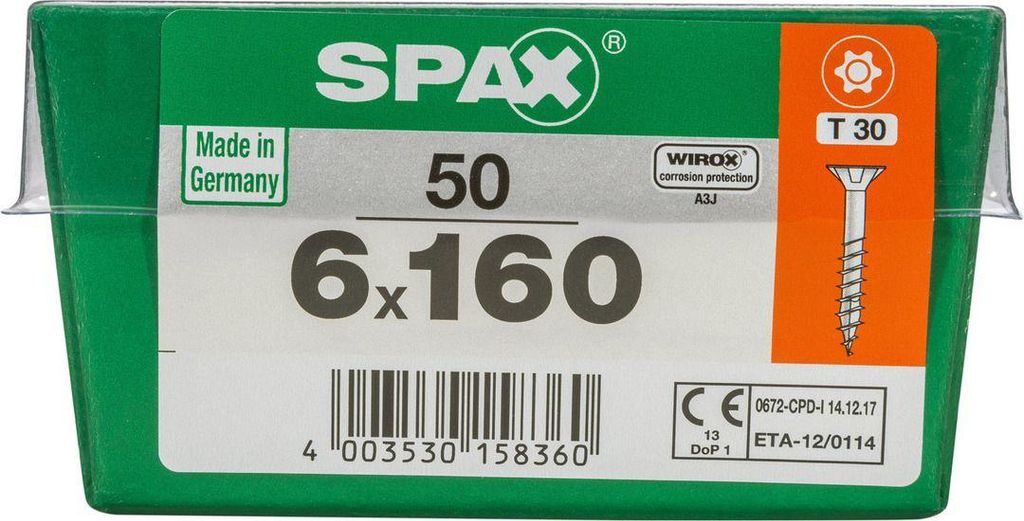 SPAX®
T 30
Made in
Germany
50
WIROX®
corrosion protection
A3J
6x160
4 003530 158360
CE
13
DoP 1
0672-CPD-I 14.12.17
ETA-12/0114